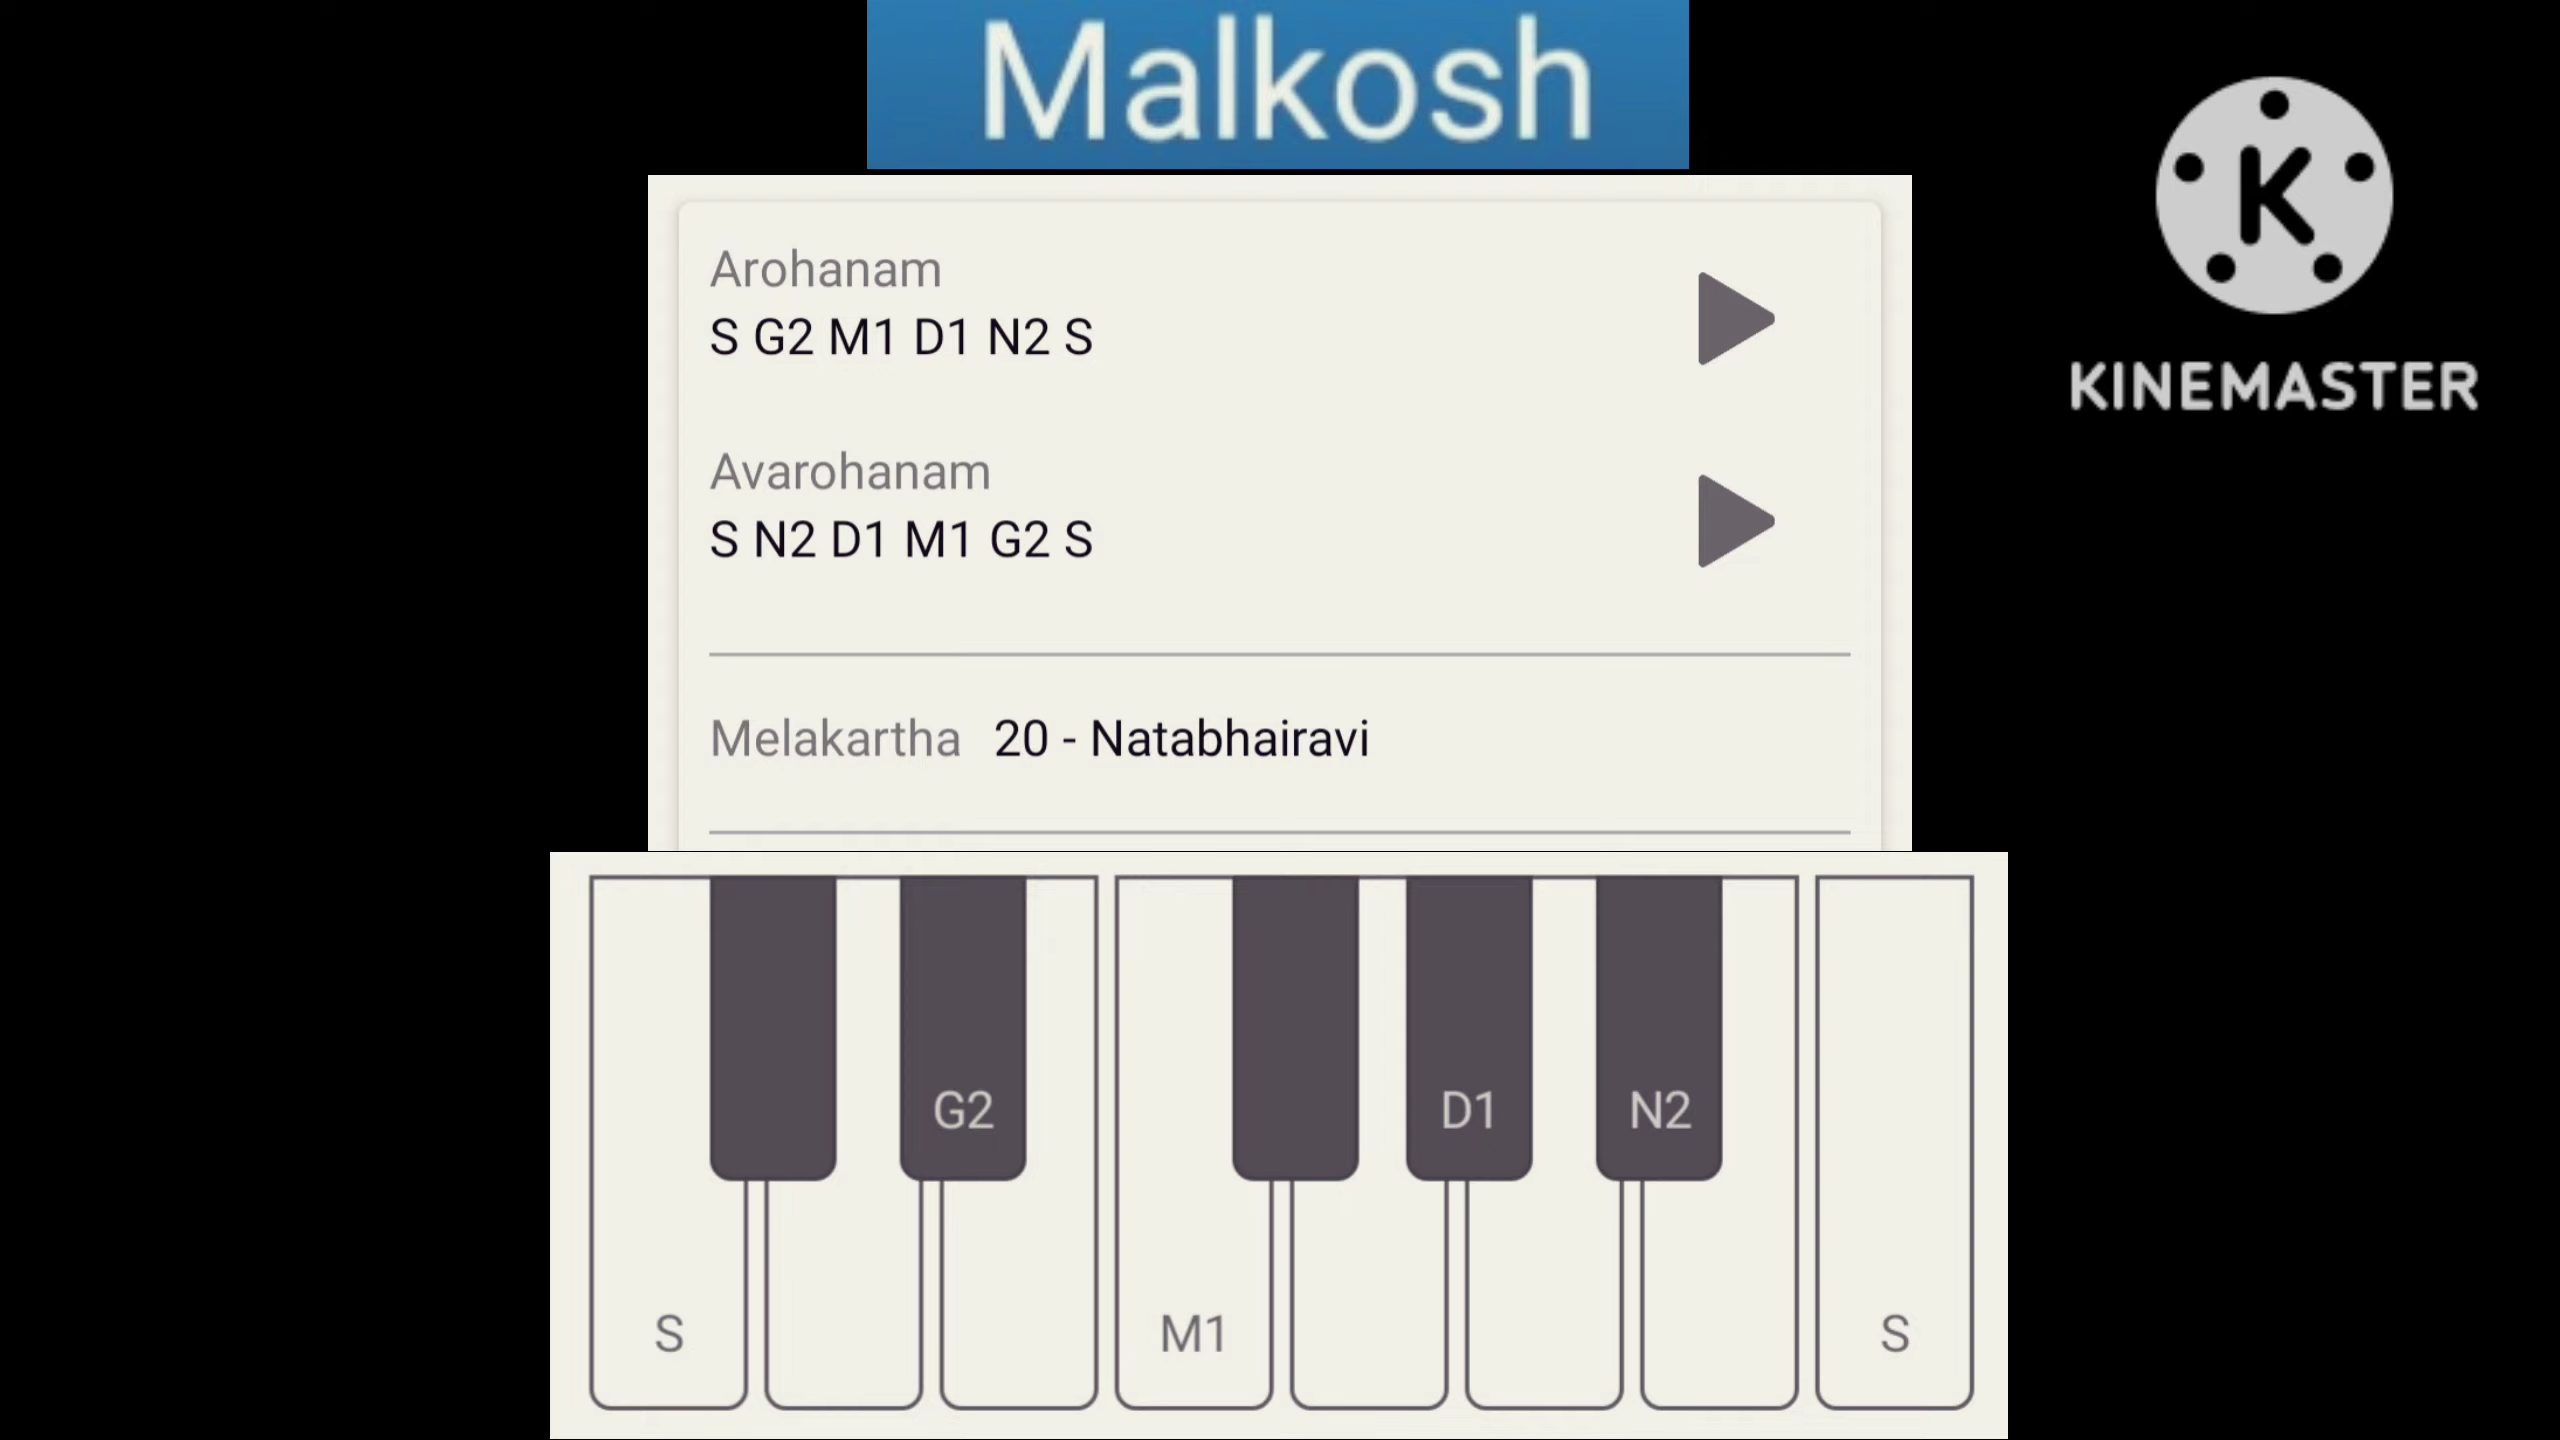 Malkosh
KINEMASTER
Arohanam
S G2 M1 D1 N2 S
Avarohanam
S N2 D1 M1 G2 S
Melakartha 20 - Natabhairavi
G2 D1 N2
S M1 S